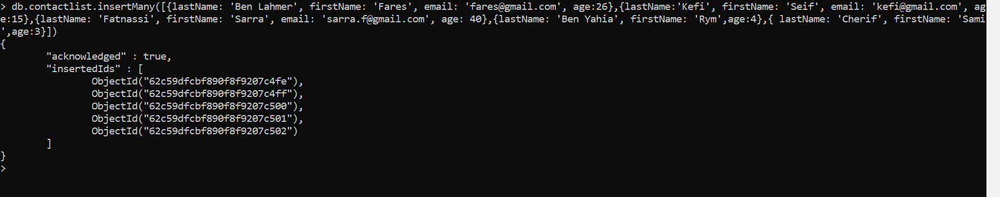 > db.contactlist.insertMany([{lastName: 'Ben Lahmer', firstName: 'Fares', email: 'fares@gmail.com', age:26},{lastName:'Kefi', firstName: 'Seif', email: 'kefi@gmail.com', ag
e:15},{lastName: 'Fatnassi', firstName: 'Sarra', email: 'sarra.f@gmail.com', age: 40},{lastName: 'Ben Yahia', firstName: 'Rym',age:4},{ lastName: 'Cherif', firstName: 'Sami
',age:3}])
{
        "acknowledged" : true,
        "insertedIds" : [
                ObjectId("62c59dfcbf890f8f9207c4fe"),
                ObjectId("62c59dfcbf890f8f9207c4ff"),
                ObjectId("62c59dfcbf890f8f9207c500"),
                ObjectId("62c59dfcbf890f8f9207c501"),
                ObjectId("62c59dfcbf890f8f9207c502")
        ]
}
>